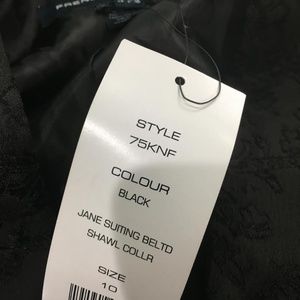 STYLE
75KNF
COLOUR
BLACK
JANE SUITING BELTD
SHAWL COLLR
SIZE
10